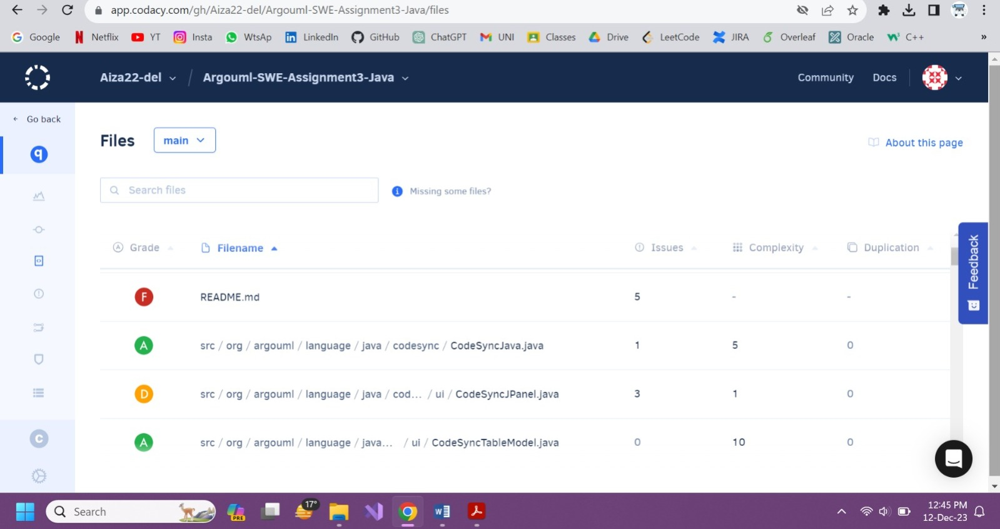 app.codacy.com/gh/Aiza22-del/Argouml-SWE-Assignment3-Java/files
Google Netflix YT Insta WtsAp LinkedIn GitHub ChatGPT UNI Classes Drive LeetCode JIRA Overleaf Oracle C++ »
Aiza22-del / Argouml-SWE-Assignment3-Java Community Docs
Go back
Files main
About this page
Search files Missing some files?
Grade Filename Issues Complexity Duplication
F README.md 5 - -
A src / org / argouml / language / java / codesync / CodeSyncJava.java 1 5 0
D src / org / argouml / language / java / cod... / ui / CodeSyncJPanel.java 3 1 0
A src / org / argouml / language / java... / ui / CodeSyncTableModel.java 0 10 0
Feedback
C
Search PRE 17° 12:45 PM
12-Dec-23